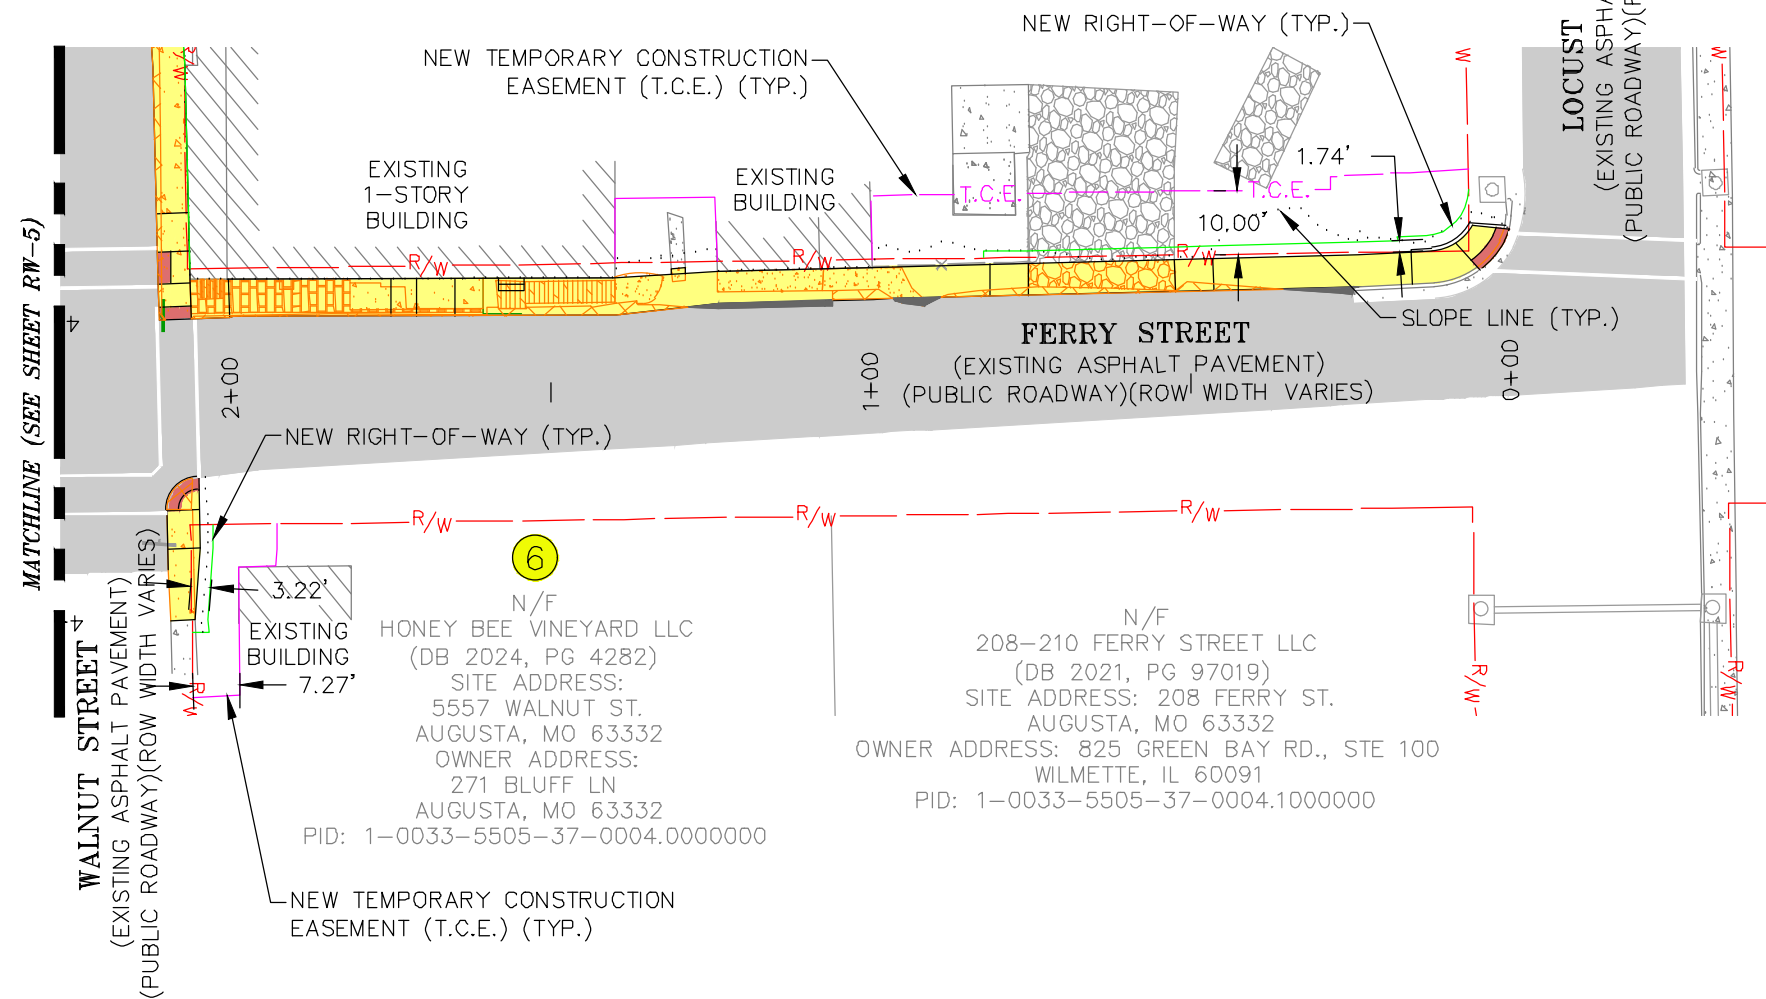 NEW RIGHT-OF-WAY (TYP.)
NEW TEMPORARY CONSTRUCTION
EASEMENT (T.C.E.) (TYP.)
LOCUST
(EXISTING ASPHA
(PUBLIC ROADWAY)(
R/W
W
W
EXISTING
1-STORY
BUILDING
EXISTING
BUILDING
T.C.E.
T.C.E.
1.74'
10.00'
R/W
R/W
R/W
MATCHLINE (SEE SHEET RW-5)
4
FERRY STREET
(EXISTING ASPHALT PAVEMENT)
(PUBLIC ROADWAY)(ROW WIDTH VARIES)
SLOPE LINE (TYP.)
2+00
1+00
0+00
NEW RIGHT-OF-WAY (TYP.)
R/W
R/W
R/W
6
3.22'
4
EXISTING
BUILDING
7.27'
R/W
R/W
R/W
N/F
HONEY BEE VINEYARD LLC
(DB 2024, PG 4282)
SITE ADDRESS:
5557 WALNUT ST.
AUGUSTA, MO 63332
OWNER ADDRESS:
271 BLUFF LN
AUGUSTA, MO 63332
PID: 1-0033-5505-37-0004.0000000
N/F
208-210 FERRY STREET LLC
(DB 2021, PG 97019)
SITE ADDRESS: 208 FERRY ST.
AUGUSTA, MO 63332
OWNER ADDRESS: 825 GREEN BAY RD., STE 100
WILMETTE, IL 60091
PID: 1-0033-5505-37-0004.1000000
WALNUT STREET
(EXISTING ASPHALT PAVEMENT)
(PUBLIC ROADWAY)(ROW WIDTH VARIES)
NEW TEMPORARY CONSTRUCTION
EASEMENT (T.C.E.) (TYP.)